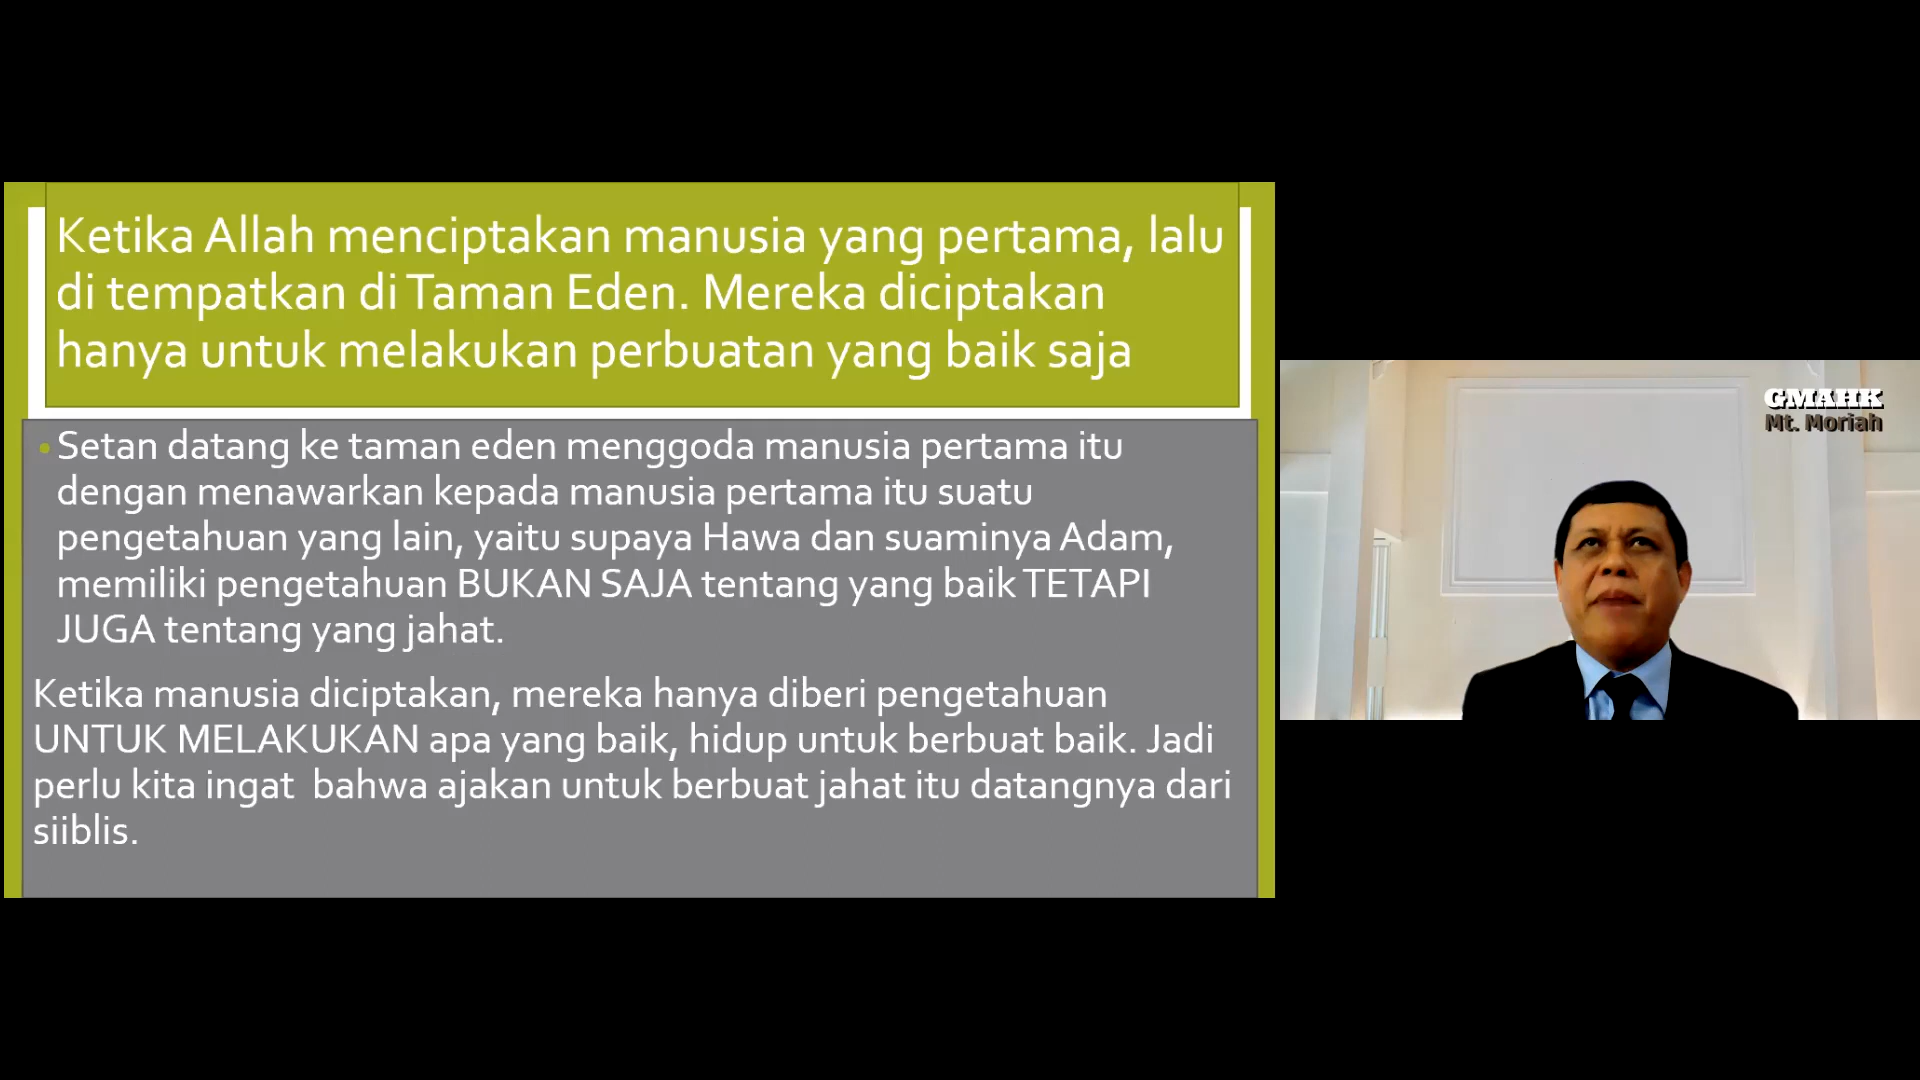 Ketika Allah menciptakan manusia yang pertama, lalu
di tempatkan di Taman Eden. Mereka diciptakan
hanya untuk melakukan perbuatan yang baik saja
• Setan datang ke taman eden menggoda manusia pertama itu
dengan menawarkan kepada manusia pertama itu suatu
pengetahuan yang lain, yaitu supaya Hawa dan suaminya Adam,
memiliki pengetahuan BUKAN SAJA tentang yang baik TETAPI
JUGA tentang yang jahat.
Ketika manusia diciptakan, mereka hanya diberi pengetahuan
UNTUK MELAKUKAN apa yang baik, hidup untuk berbuat baik. Jadi
perlu kita ingat bahwa ajakan untuk berbuat jahat itu datangnya dari
siiblis.
GMAHK
Mt. Moriah